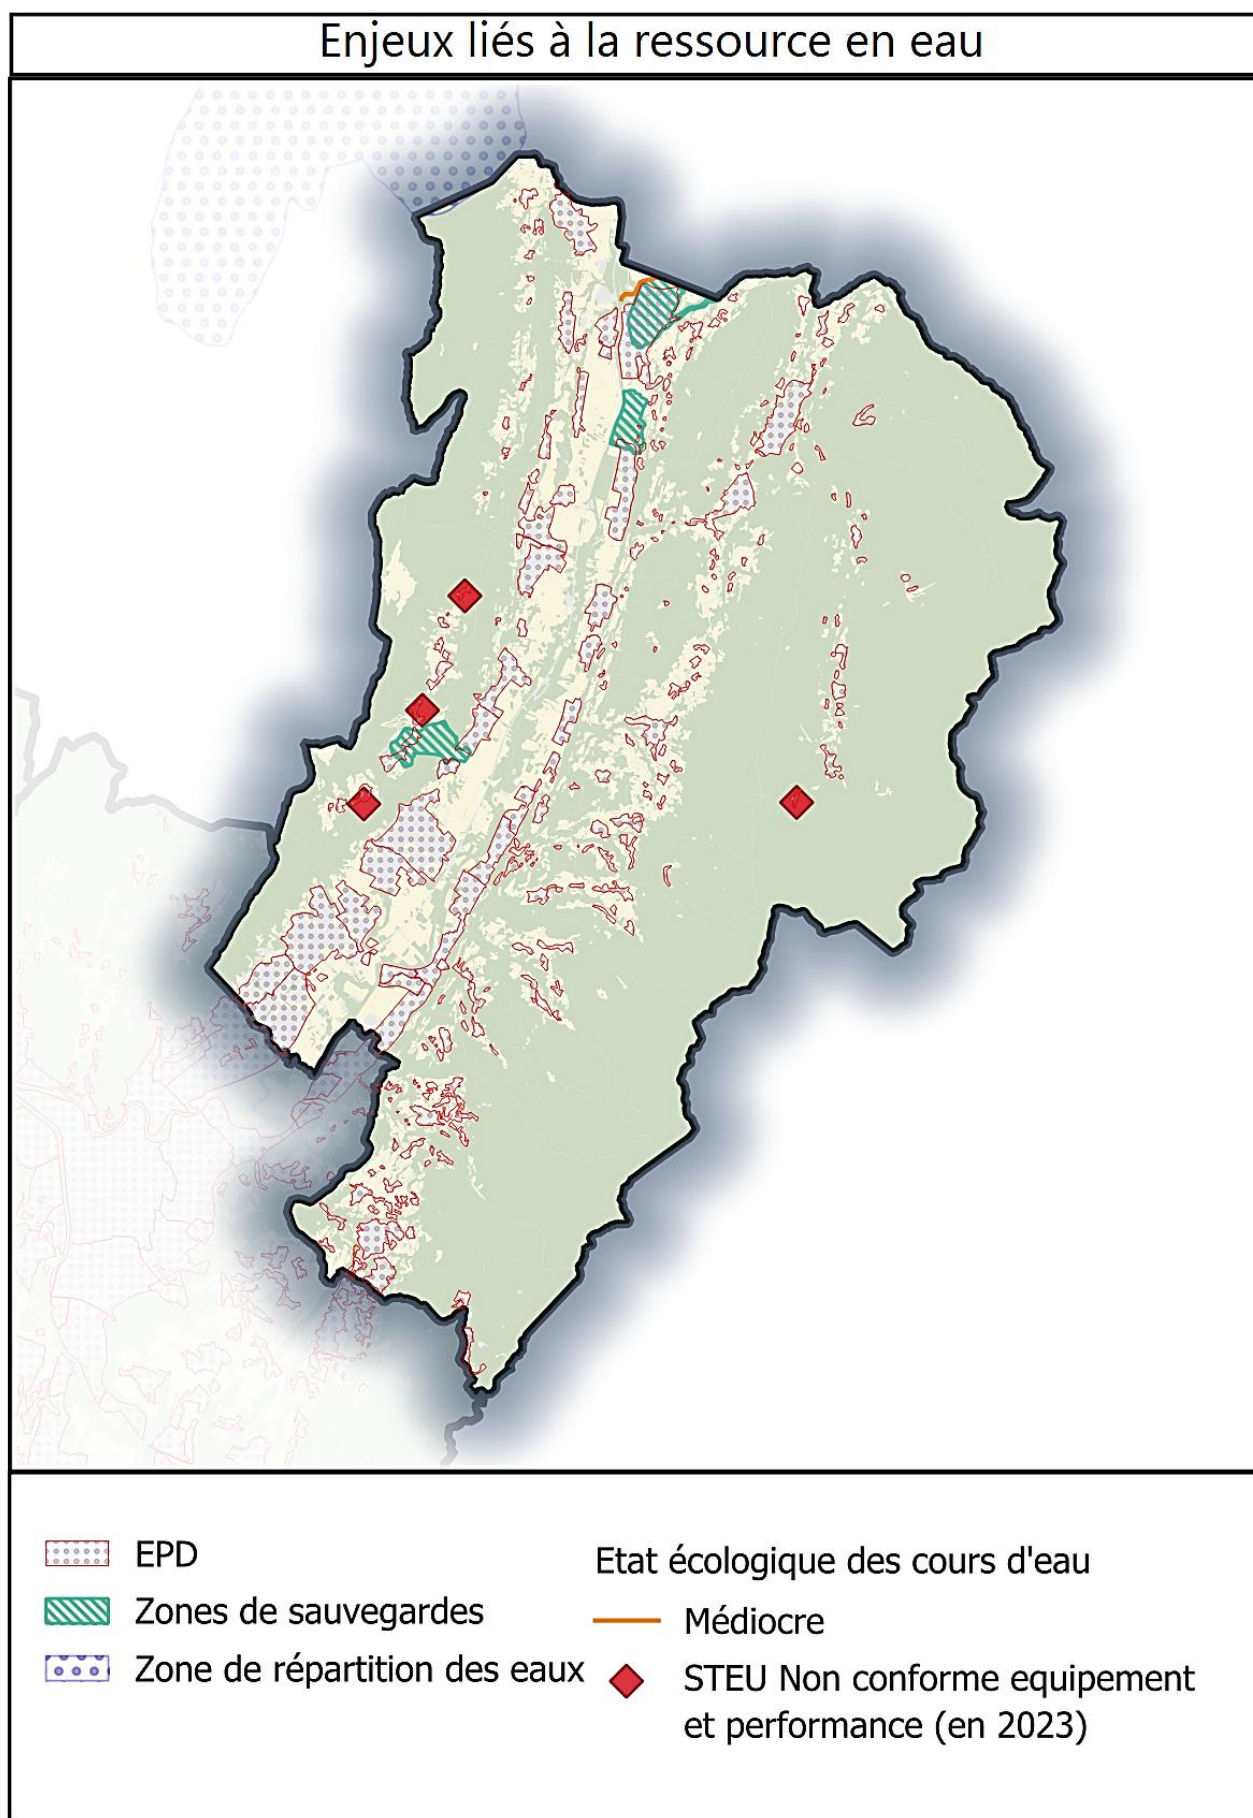 Enjeux liés à la ressource en eau
EPD
Zones de sauvegardes
Zone de répartition des eaux
Etat écologique des cours d'eau
Médiocre
STEU Non conforme equipement
et performance (en 2023)